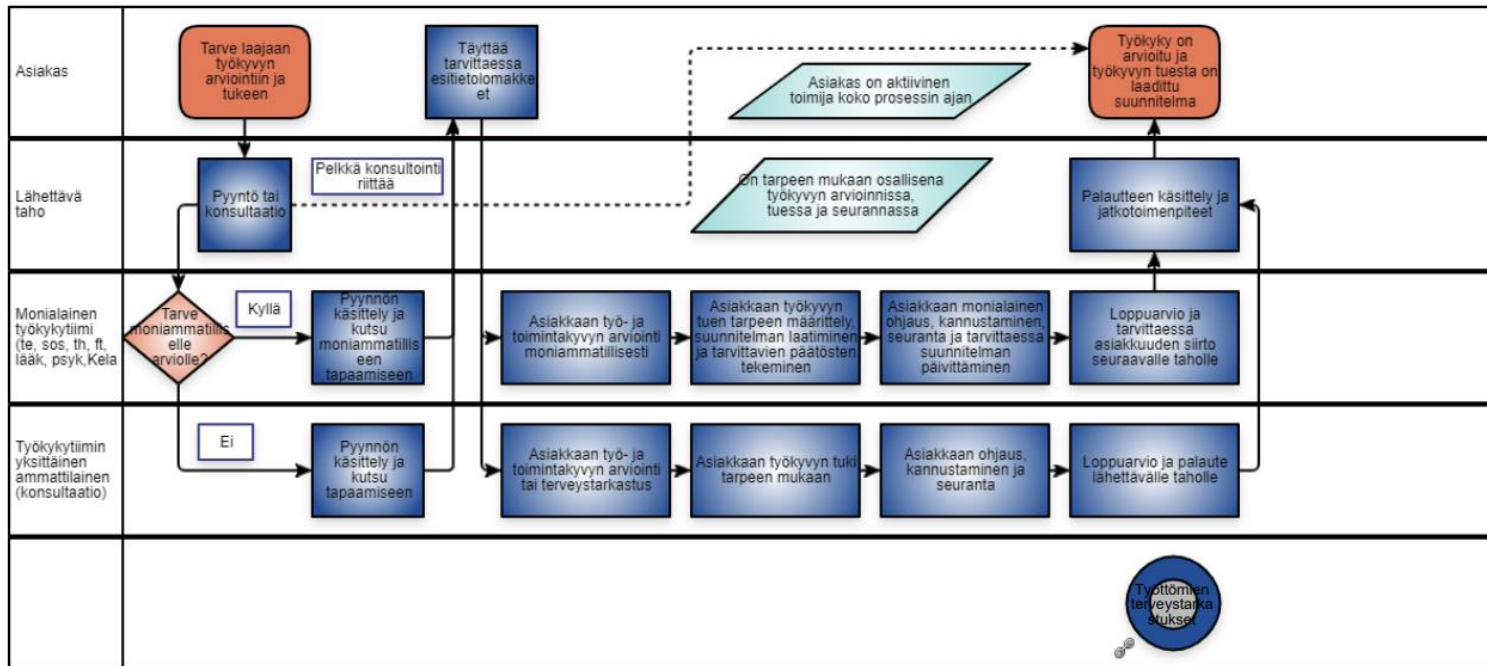 Asiakas
Tarve laajaan
työkyvyn
arviointiin ja
tukeen
Täyttää
tarvittaessa
esitietolomakke
et
Asiakas on aktiivinen
toimija koko prosessin ajan
Työkyky on
arvioitu ja
työkyvyn tuesta on
laadittu
suunnitelma
Lähettävä
taho
Pyyntö tai
konsultaatio
Pelkkä konsultointi
riittää
On tarpeen mukaan osallisena
työkyvyn arvioinnissa,
tuessa ja seurannassa
Palautteen käsittely ja
jatkotoimenpiteet
Monialainen
työkykytiimi
(te, sos, th, ft,
lääk, psyk,Kela
Tarve
moniammatillis
elle
arviolle?
Kyllä
Pyynnön
käsittely ja
kutsu
moniammatillis
een
tapaamiseen
Asiakkaan työ- ja
toimintakyvyn arviointi
moniammatillisesti
Asiakkaan työkyvyn
tuen tarpeen määrittely,
suunnitelman laatiminen
ja tarvittavien päätösten
tekeminen
Asiakkaan monialainen
ohjaus, kannustaminen,
seuranta ja tarvittaessa
suunnitelman
päivittäminen
Loppuarvio ja
tarvittaessa
asiakkuuden siirto
seuraavalle taholle
Työkykytiimin
yksittäinen
ammattilainen
(konsultaatio)
Ei
Pyynnön
käsittely ja
kutsu
tapaamiseen
Asiakkaan työ- ja
toimintakyvyn arviointi
tai terveystarkastus
Asiakkaan työkyvyn tuki
tarpeen mukaan
Asiakkaan ohjaus,
kannustaminen ja
seuranta
Loppuarvio ja palaute
lähettävälle taholle
Työttömien
terveystarka
stukset